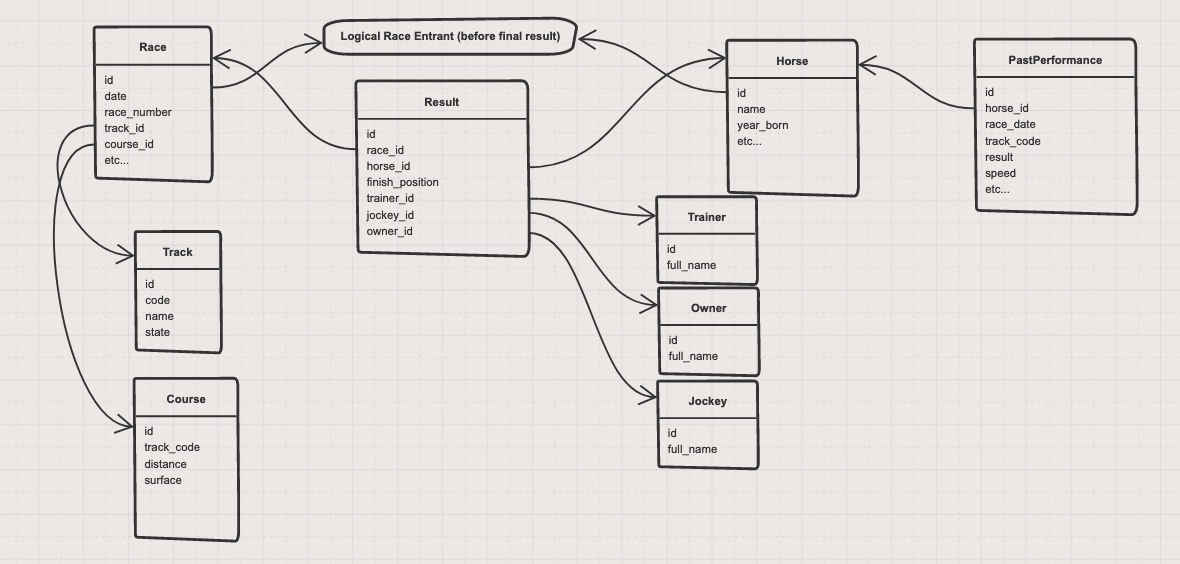 Logical Race Entrant (before final result)
Race
id
date
race_number
track_id
course_id
etc...
Result
id
race_id
horse_id
finish_position
trainer_id
jockey_id
owner_id
Horse
id
name
year_born
etc...
PastPerformance
id
horse_id
race_date
track_code
result
speed
etc...
Track
id
code
name
state
Trainer
id
full_name
Owner
id
full_name
Course
id
track_code
distance
surface
Jockey
id
full_name